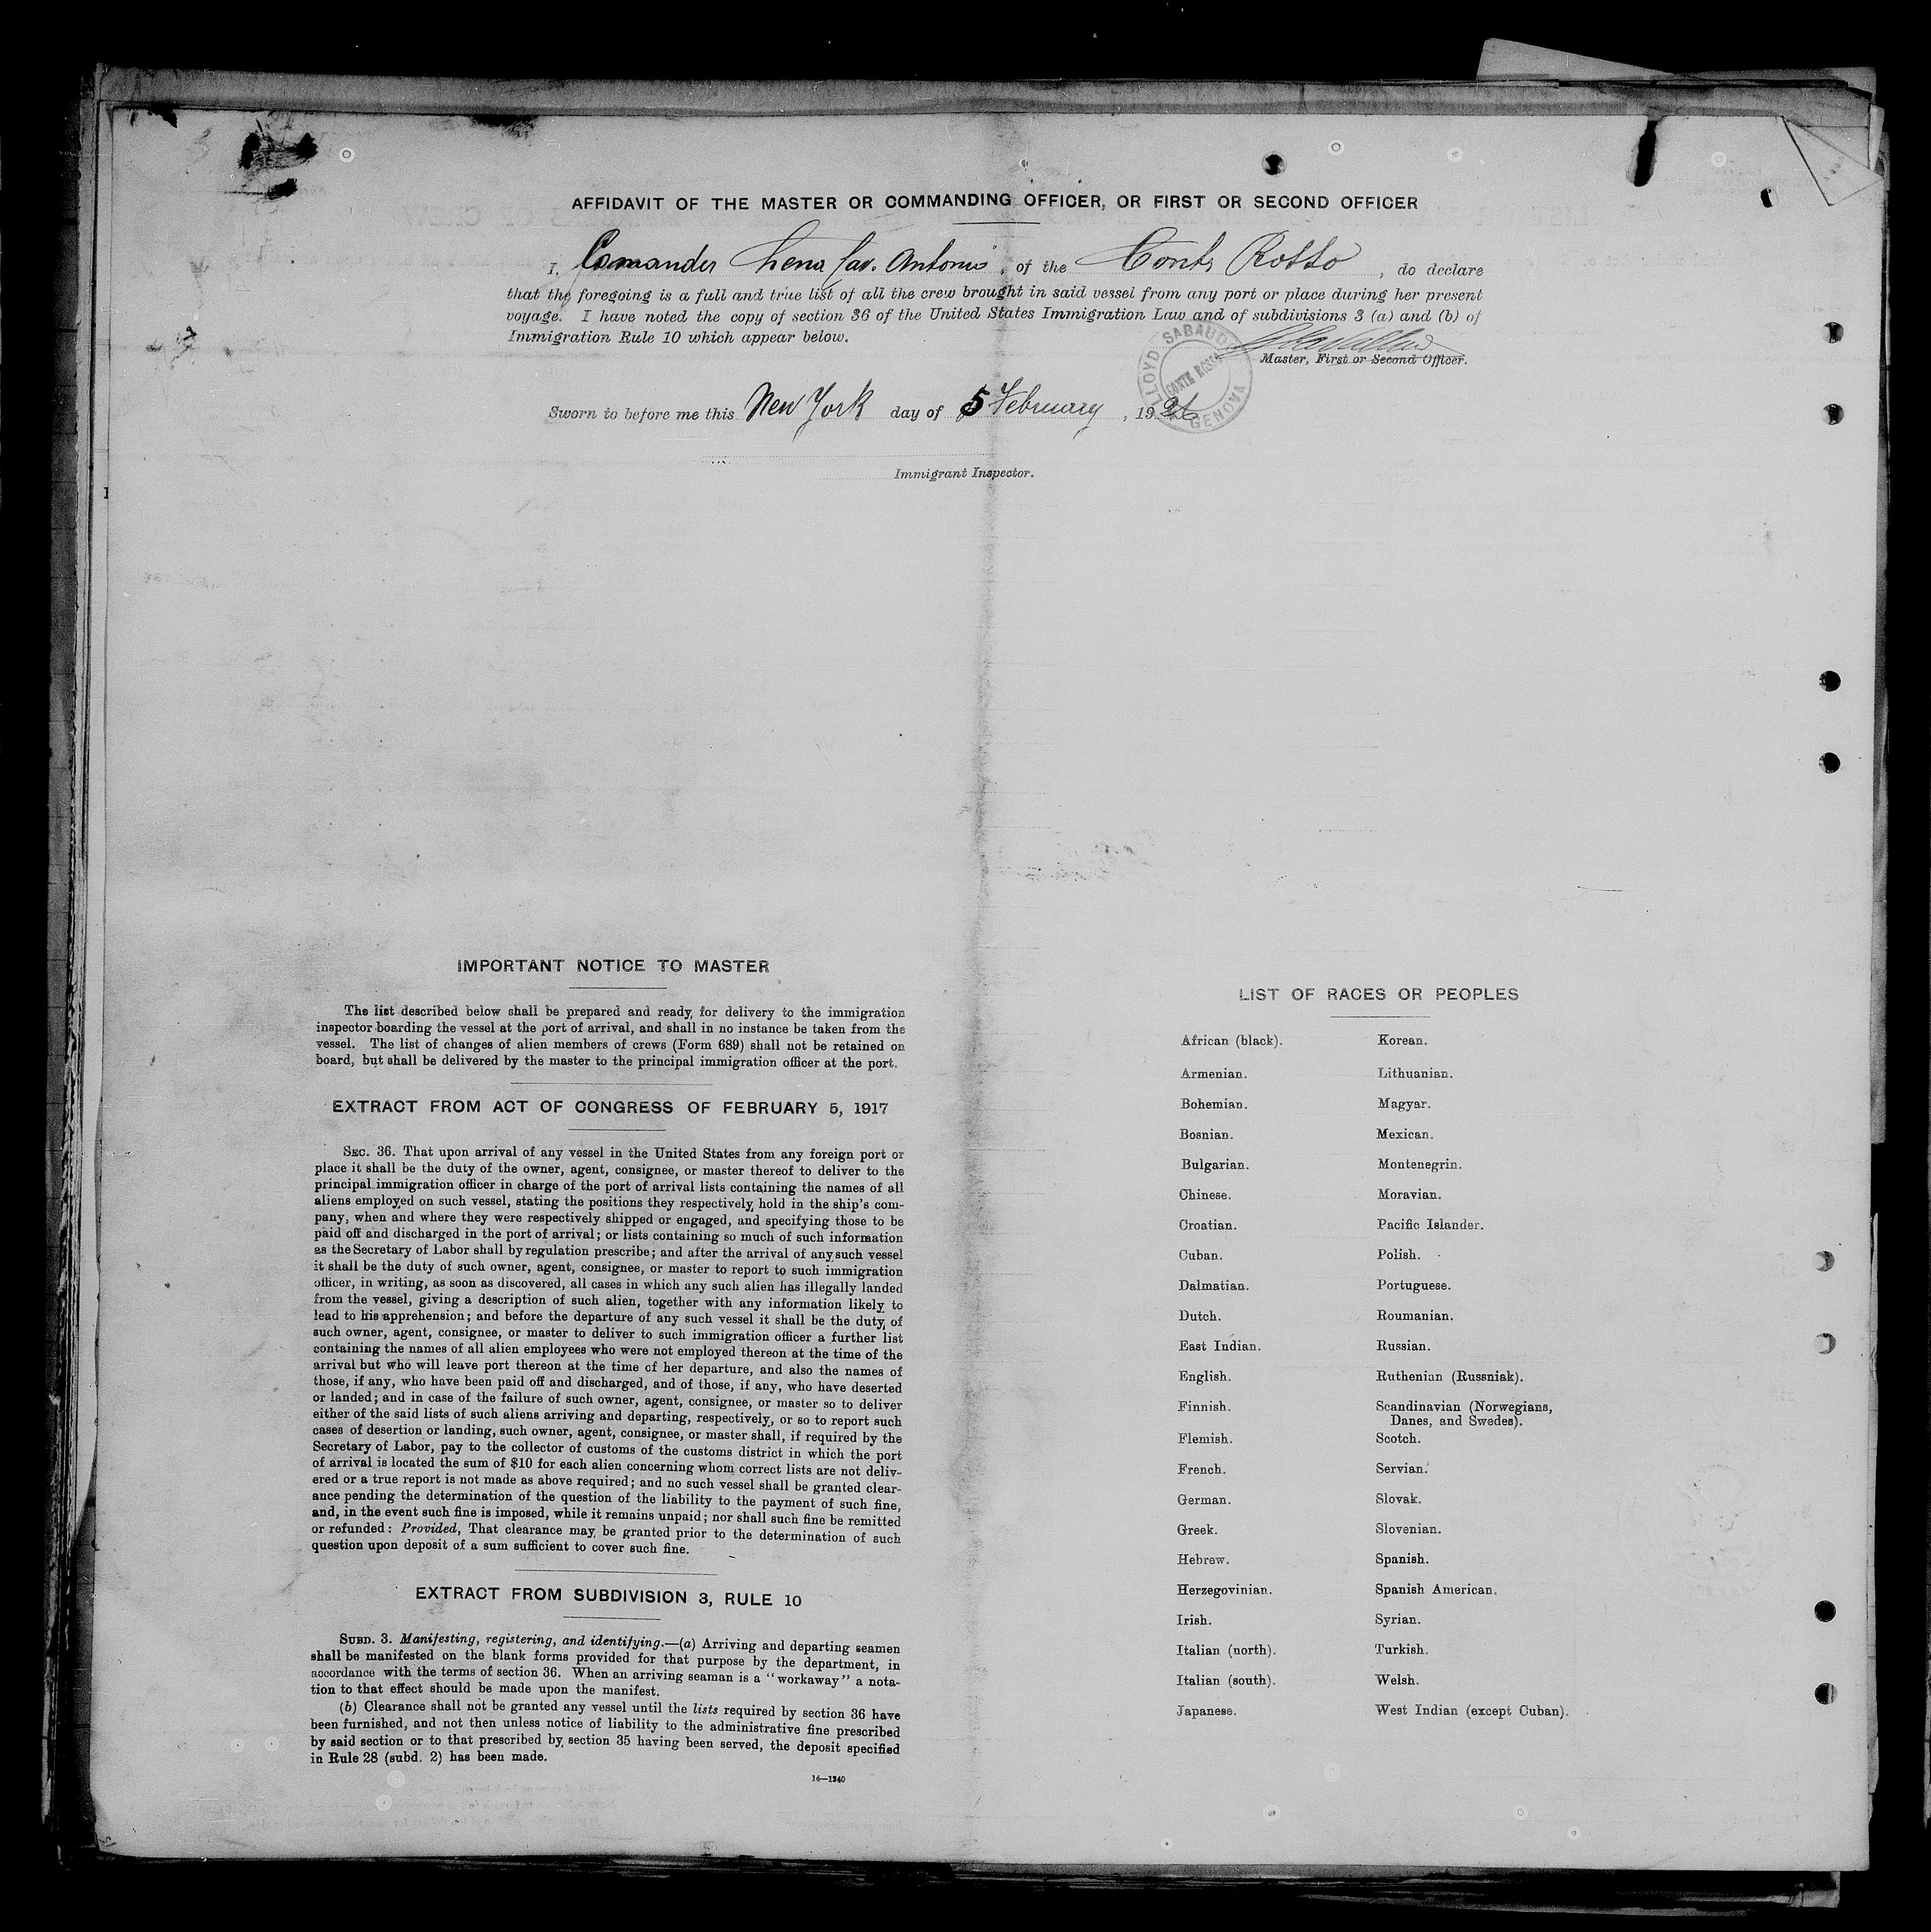 AFFIDAVIT OF THE MASTER OR COMMANDING OFFICER, OR FIRST OR SECOND OFFICER
I, Comander Lena Cav. Antonio, of the Conte Rosso, do declare
that the foregoing is a full and true list of all the crew brought in said vessel from any port or place during her present
voyage. I have noted the copy of section 36 of the United States Immigration Law and of subdivisions 3 (a) and (b) of
Immigration Rule 10 which appear below.
Master, First or Second Officer.
LLOYD SABAUDO
CONTE ROSSO
GENOVA
Sworn to before me this New York day of 5 February, 1926
Immigrant Inspector.
IMPORTANT NOTICE TO MASTER
The list described below shall be prepared and ready, for delivery to the immigration
inspector boarding the vessel at the port of arrival, and shall in no instance be taken from the
vessel. The list of changes of alien members of crews (Form 689) shall not be retained on
board, but shall be delivered by the master to the principal immigration officer at the port.
EXTRACT FROM ACT OF CONGRESS OF FEBRUARY 5, 1917
SEC. 36. That upon arrival of any vessel in the United States from any foreign port or
place it shall be the duty of the owner, agent, consignee, or master thereof to deliver to the
principal immigration officer in charge of the port of arrival lists containing the names of all
aliens employed on such vessel, stating the positions they respectively hold in the ship's com-
pany, when and where they were respectively shipped or engaged, and specifying those to be
paid off and discharged in the port of arrival; or lists containing so much of such information
as the Secretary of Labor shall by regulation prescribe; and after the arrival of any such vessel
it shall be the duty of such owner, agent, consignee, or master to report to such immigration
officer, in writing, as soon as discovered, all cases in which any such alien has illegally landed
from the vessel, giving a description of such alien, together with any information likely to
lead to his apprehension; and before the departure of any such vessel it shall be the duty of
such owner, agent, consignee, or master to deliver to such immigration officer a further list
containing the names of all alien employees who were not employed thereon at the time of the
arrival but who will leave port thereon at the time of her departure, and also the names of
those, if any, who have been paid off and discharged, and of those, if any, who have deserted
or landed; and in case of the failure of such owner, agent, consignee, or master so to deliver
either of the said lists of such aliens arriving and departing, respectively, or so to report such
cases of desertion or landing, such owner, agent, consignee, or master shall, if required by the
Secretary of Labor, pay to the collector of customs of the customs district in which the port
of arrival is located the sum of $10 for each alien concerning whom correct lists are not deliv-
ered or a true report is not made as above required; and no such vessel shall be granted clear-
ance pending the determination of the question of the liability to the payment of such fine,
and, in the event such fine is imposed, while it remains unpaid; nor shall such fine be remitted
or refunded: Provided, That clearance may be granted prior to the determination of such
question upon deposit of a sum sufficient to cover such fine.
EXTRACT FROM SUBDIVISION 3, RULE 10
SUBD. 3. Manifesting, registering, and identifying.—(a) Arriving and departing seamen
shall be manifested on the blank forms provided for that purpose by the department, in
accordance with the terms of section 36. When an arriving seaman is a "workaway" a nota-
tion to that effect should be made upon the manifest.
(b) Clearance shall not be granted any vessel until the lists required by section 36 have
been furnished, and not then unless notice of liability to the administrative fine prescribed
by said section or to that prescribed by section 35 having been served, the deposit specified
in Rule 28 (subd. 2) has been made.
16—1240
LIST OF RACES OR PEOPLES
African (black).
Armenian.
Bohemian.
Bosnian.
Bulgarian.
Chinese.
Croatian.
Cuban.
Dalmatian.
Dutch.
East Indian.
English.
Finnish.
Flemish.
French.
German.
Greek.
Hebrew.
Herzegovinian.
Irish.
Italian (north).
Italian (south).
Japanese.
Korean.
Lithuanian.
Magyar.
Mexican.
Montenegrin.
Moravian.
Pacific Islander.
Polish.
Portuguese.
Roumanian.
Russian.
Ruthenian (Russniak).
Scandinavian (Norwegians,
Danes, and Swedes).
Scotch.
Servian.
Slovak.
Slovenian.
Spanish.
Spanish American.
Syrian.
Turkish.
Welsh.
West Indian (except Cuban).